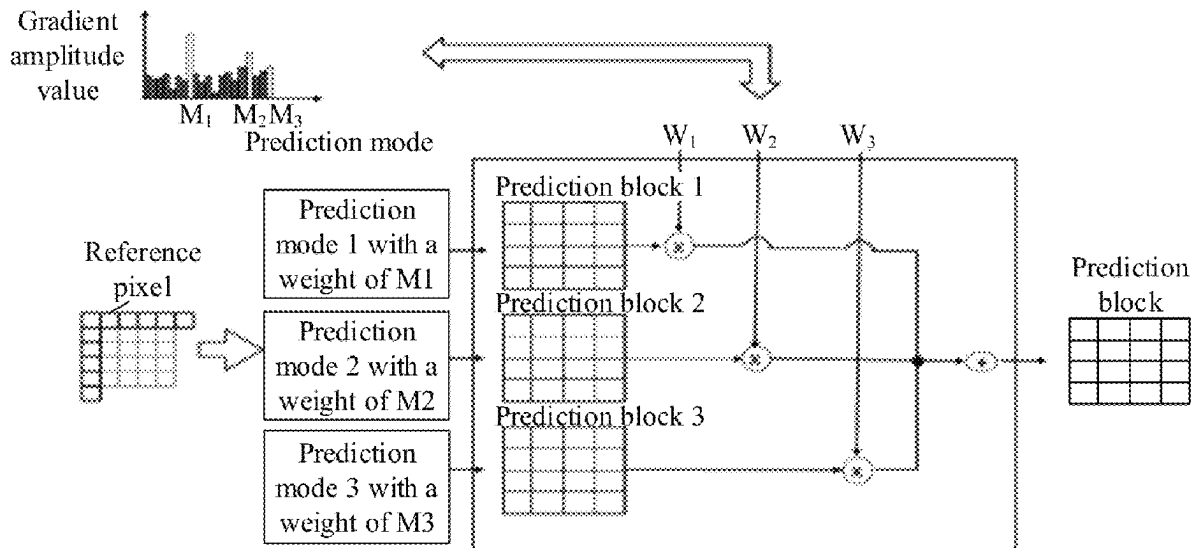 Gradient
amplitude
value
M₁ M₂ M₃
Prediction mode
W₁ W₂ W₃
Reference
pixel
Prediction
mode 1 with a
weight of M1
Prediction
mode 2 with a
weight of M2
Prediction
mode 3 with a
weight of M3
Prediction block 1
Prediction block 2
Prediction block 3
Prediction
block